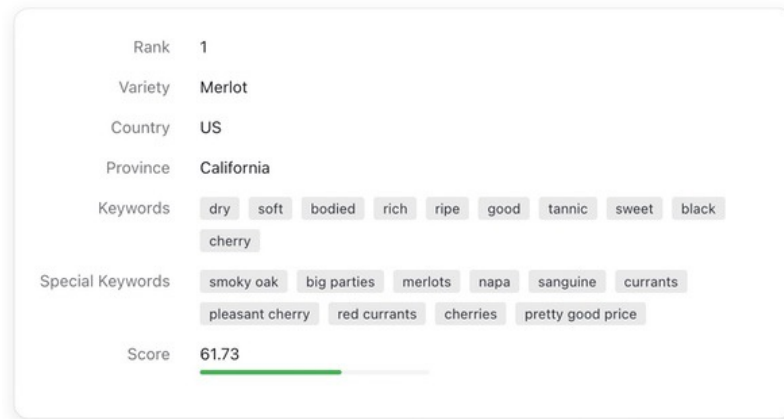 Rank 1
Variety Merlot
Country US
Province California
Keywords dry soft bodied rich ripe good tannic sweet black
cherry
Special Keywords smoky oak big parties merlots napa sanguine currants
pleasant cherry red currants cherries pretty good price
Score 61.73